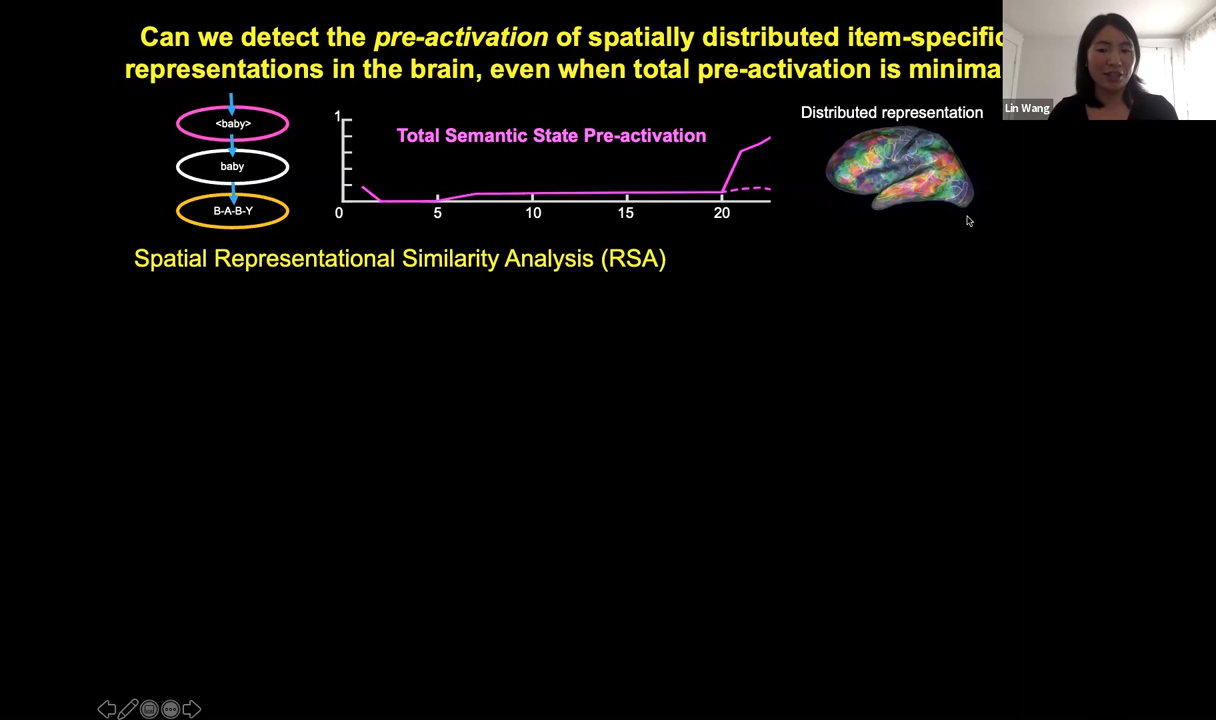 Can we detect the pre-activation of spatially distributed item-specific
representations in the brain, even when total pre-activation is minima
Lin Wang
<baby>
baby
B-A-B-Y
1
Total Semantic State Pre-activation
0 5 10 15 20
Distributed representation
Spatial Representational Similarity Analysis (RSA)